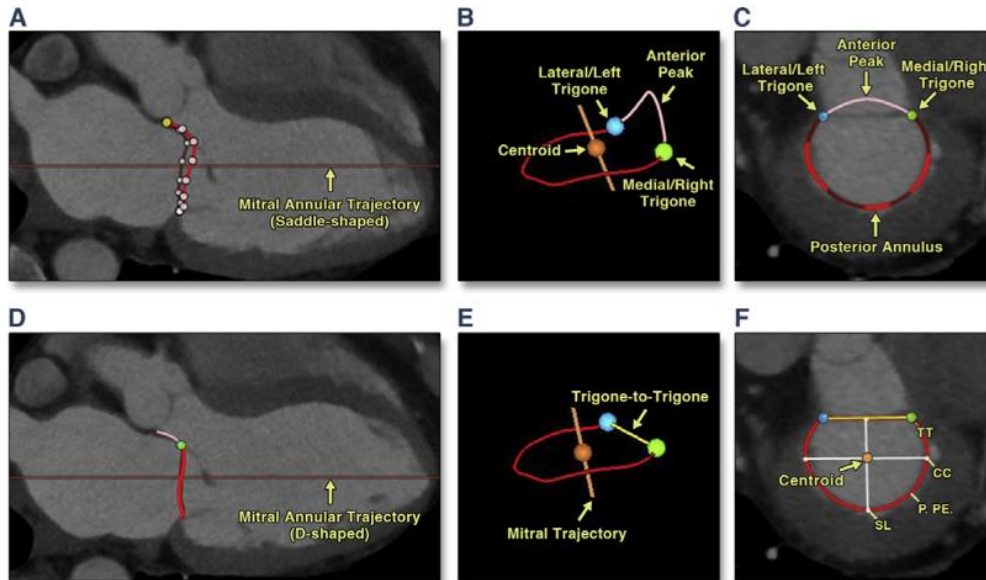 A
Mitral Annular Trajectory
(Saddle-shaped)
B
Lateral/Left
Trigone
Anterior
Peak
Centroid
Medial/Right
Trigone
C
Anterior
Peak
Lateral/Left
Trigone
Medial/Right
Trigone
Posterior Annulus
D
Mitral Annular Trajectory
(D-shaped)
E
Trigone-to-Trigone
Mitral Trajectory
F
TT
CC
Centroid
P. PE.
SL